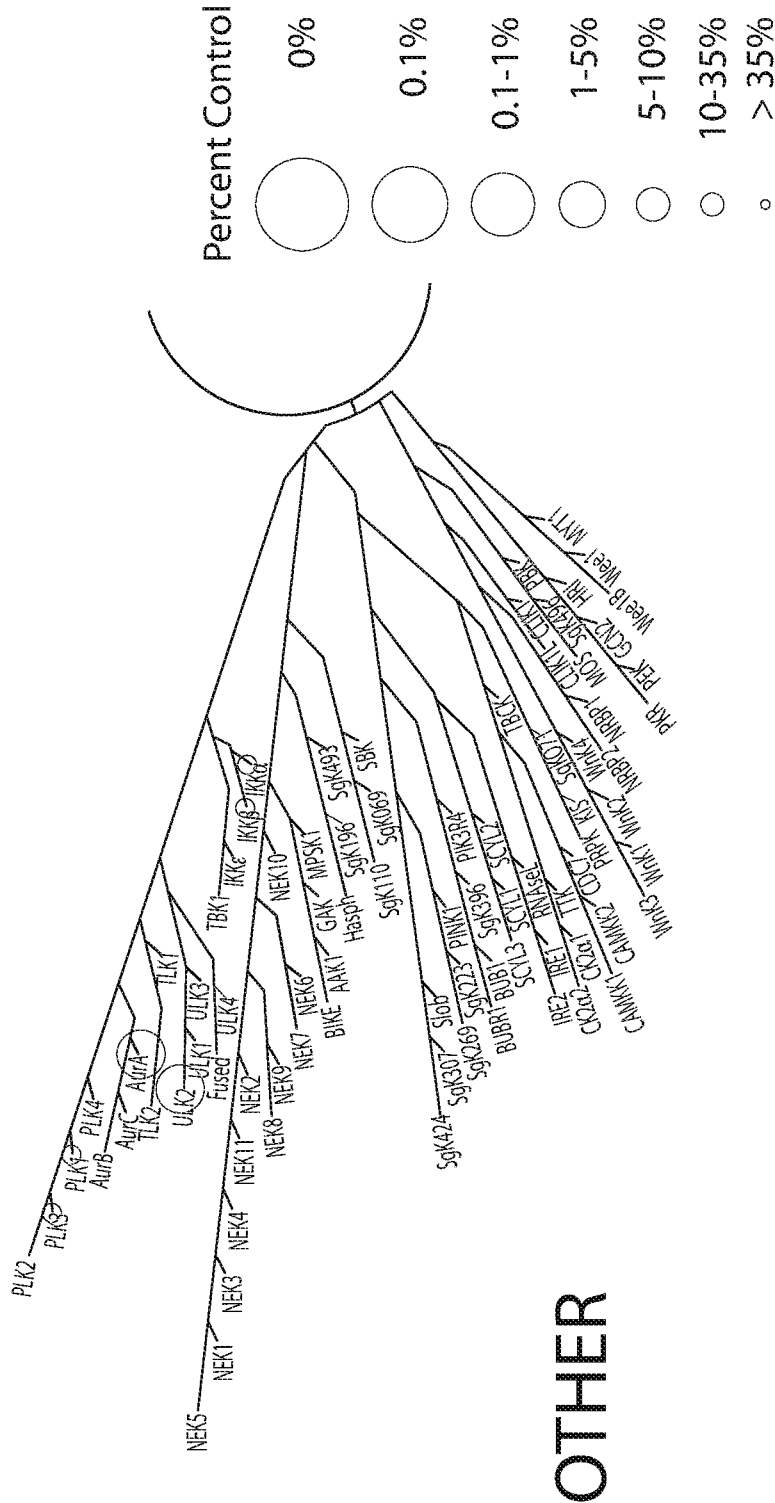 Percent Control
0%
0.1%
0.1-1%
1-5%
5-10%
10-35%
> 35%
PLK2
PLK3
PLK1
PLK4
AurB
AurC
AurA
TLK2
TLK1
ULK2
ULK1
ULK3
Fused
ULK4
TBK1
IKKε
IKKβ
IKKα
NEK5
NEK1
NEK3
NEK4
NEK11
NEK2
NEK8
NEK9
NEK7
NEK6
NEK10
BIKE
AAK1
GAK
MPSK1
Hasph
SgK196
SgK493
SgK110
SgK069
SBK
SgK424
SgK307
Slob
SgK269
SgK223
PINK1
BUBR1
BUB1
SgK396
PIK3R4
SCYL3
SCYL1
SCYL2
IRE2
IRE1
RNAsel
TBCK
CK2a2
CK2a1
TTK
CDC7
PRPK
KIS
SgK071
CAMKK1
CAMKK2
WnK3
WnK1
WnK2
Wnk4
NRBP2
NRBP1
CLIK1L
CLIK1
MOS
SgK496
PBK
PKR
PEK
GCN2
HRI
Wee1B
Wee1
MYT1
OTHER